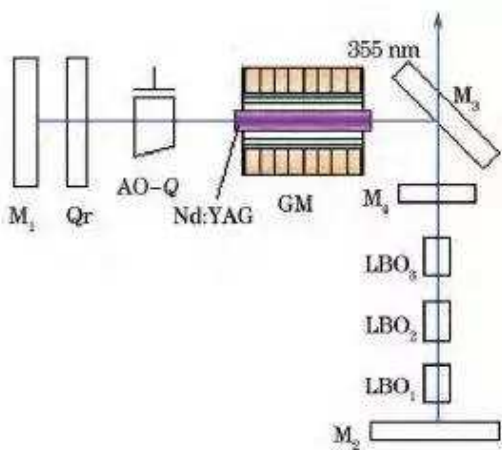 355 nm
M₃
M₁
Qr
AO-Q
Nd:YAG
GM
M₄
LBO₃
LBO₂
LBO₁
M₂